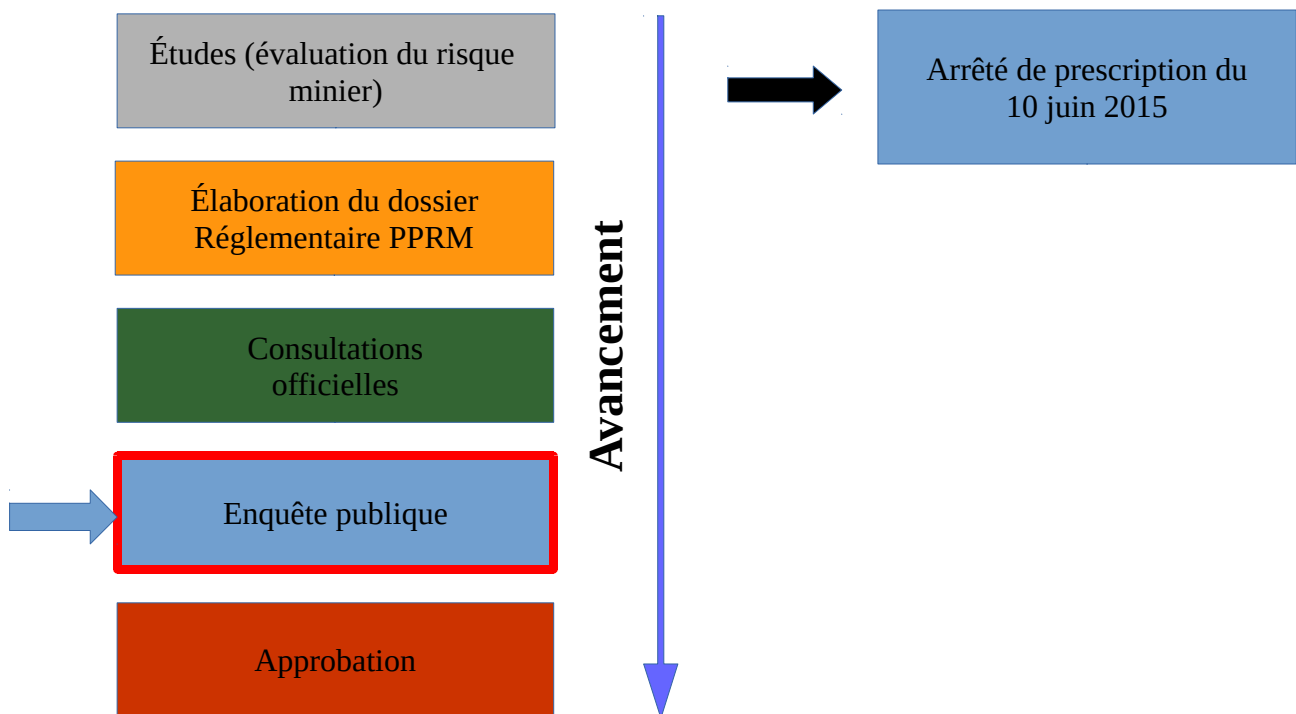 Études (évaluation du risque
minier)
Arrêté de prescription du
10 juin 2015
Élaboration du dossier
Réglementaire PPRM
Avancement
Consultations
officielles
Enquête publique
Approbation